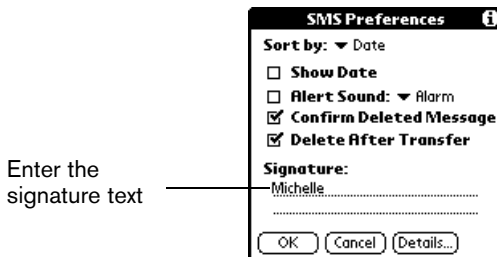 SMS Preferences i
Sort by: Date
Show Date
Alert Sound: Alarm
Confirm Deleted Message
Delete After Transfer
Enter the
signature text
Signature:
Michelle
OK Cancel Details...